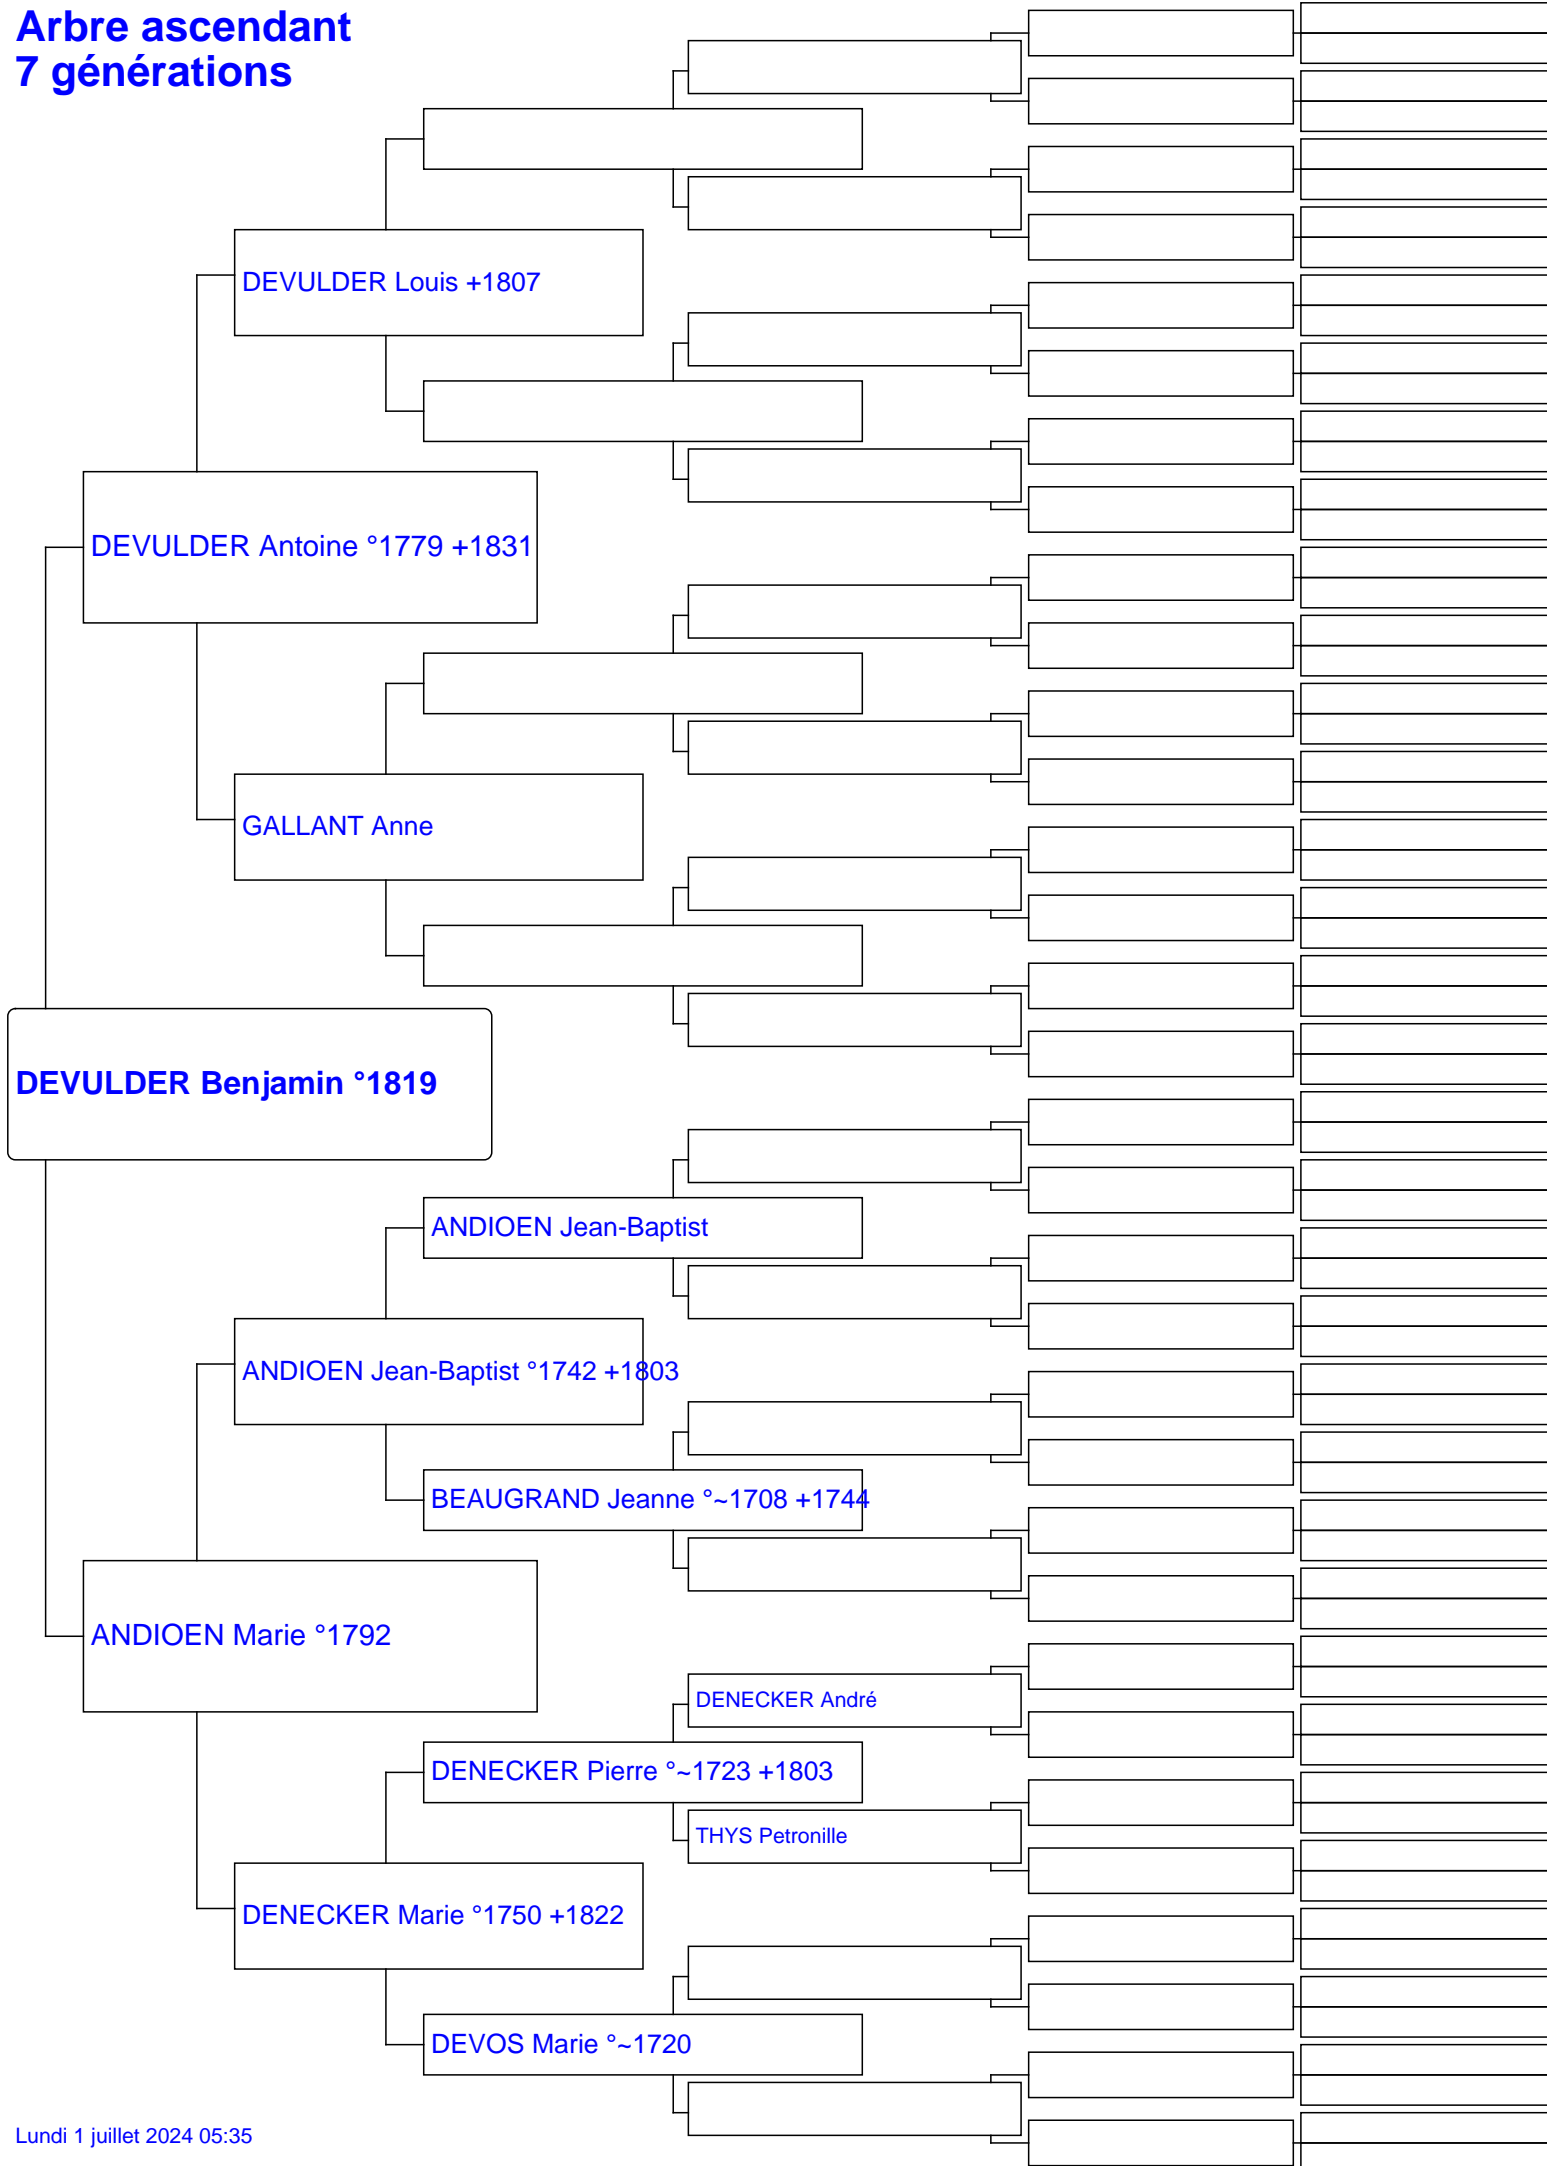 Arbre ascendant
7 générations
DEVULDER Louis +1807
DEVULDER Antoine °1779 +1831
GALLANT Anne
DEVULDER Benjamin °1819
ANDIOEN Jean-Baptist
ANDIOEN Jean-Baptist °1742 +1803
BEAUGRAND Jeanne °~1708 +1744
ANDIOEN Marie °1792
DENECKER André
DENECKER Pierre °~1723 +1803
THYS Petronille
DENECKER Marie °1750 +1822
DEVOS Marie °~1720
Lundi 1 juillet 2024 05:35